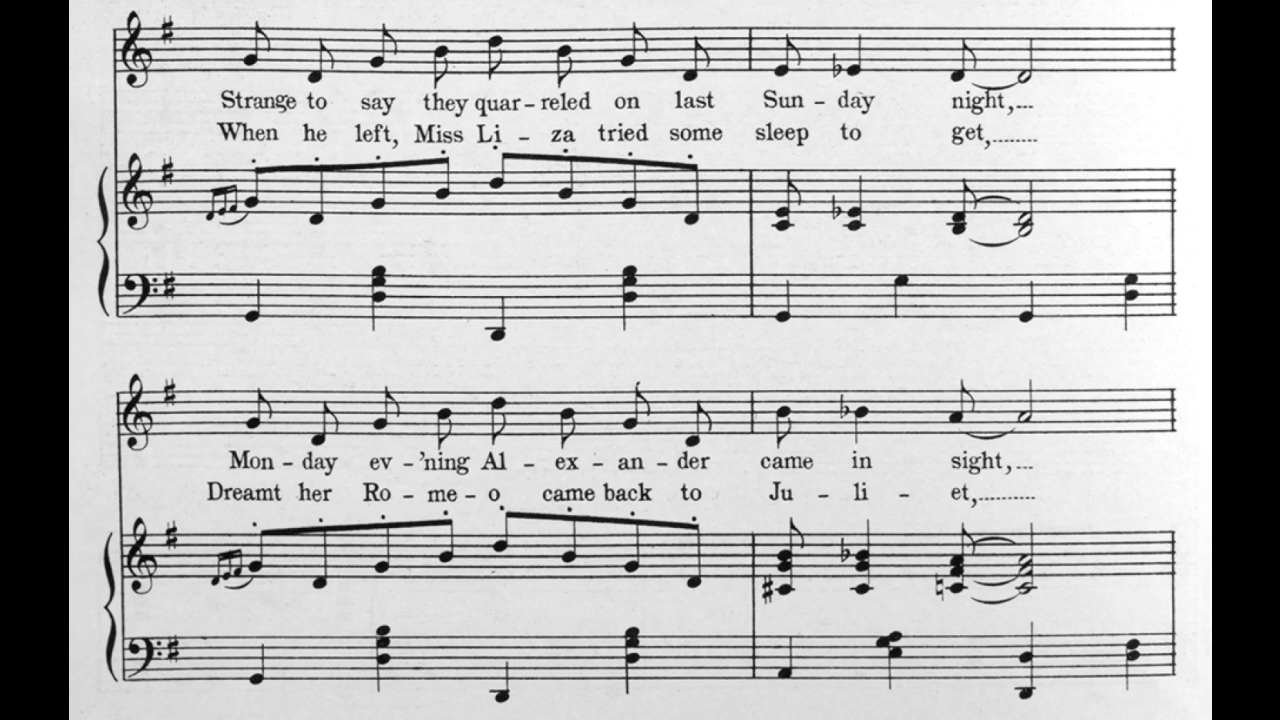 Strange to say they quar – reled on last Sun – day night,...
When he left, Miss Li – za tried some sleep to get,........
Mon – day ev – 'ning Al – ex – an – der came in sight,...
Dreamt her Ro – me – o came back to Ju – li – et,..........